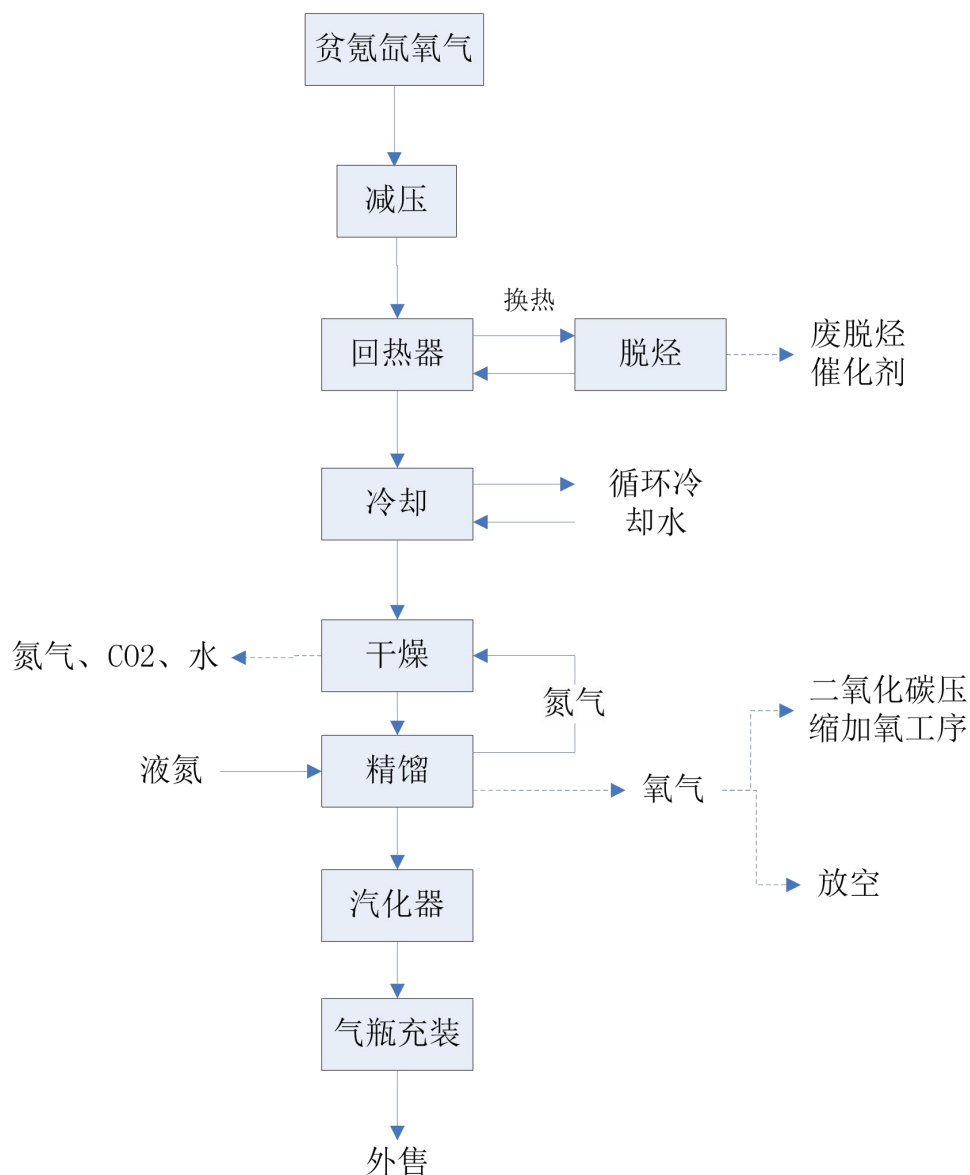 贫氪氙氧气
减压
换热
回热器
脱烃
废脱烃
催化剂
冷却
循环冷
却水
氮气、CO2、水
干燥
氮气
二氧化碳压
缩加氧工序
液氮
精馏
氧气
汽化器
放空
气瓶充装
外售